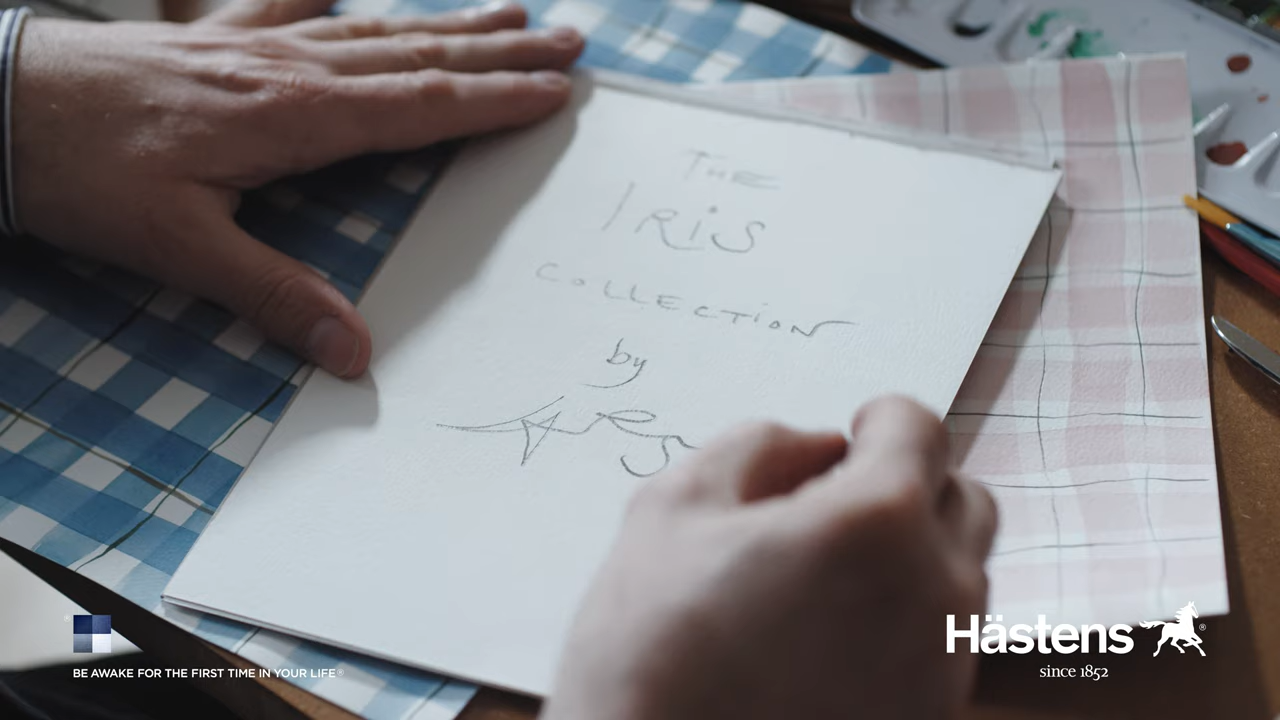 THE
IRiS
COLLECTiON
by
BE AWAKE FOR THE FIRST TIME IN YOUR LIFE®
Hästens®
since 1852